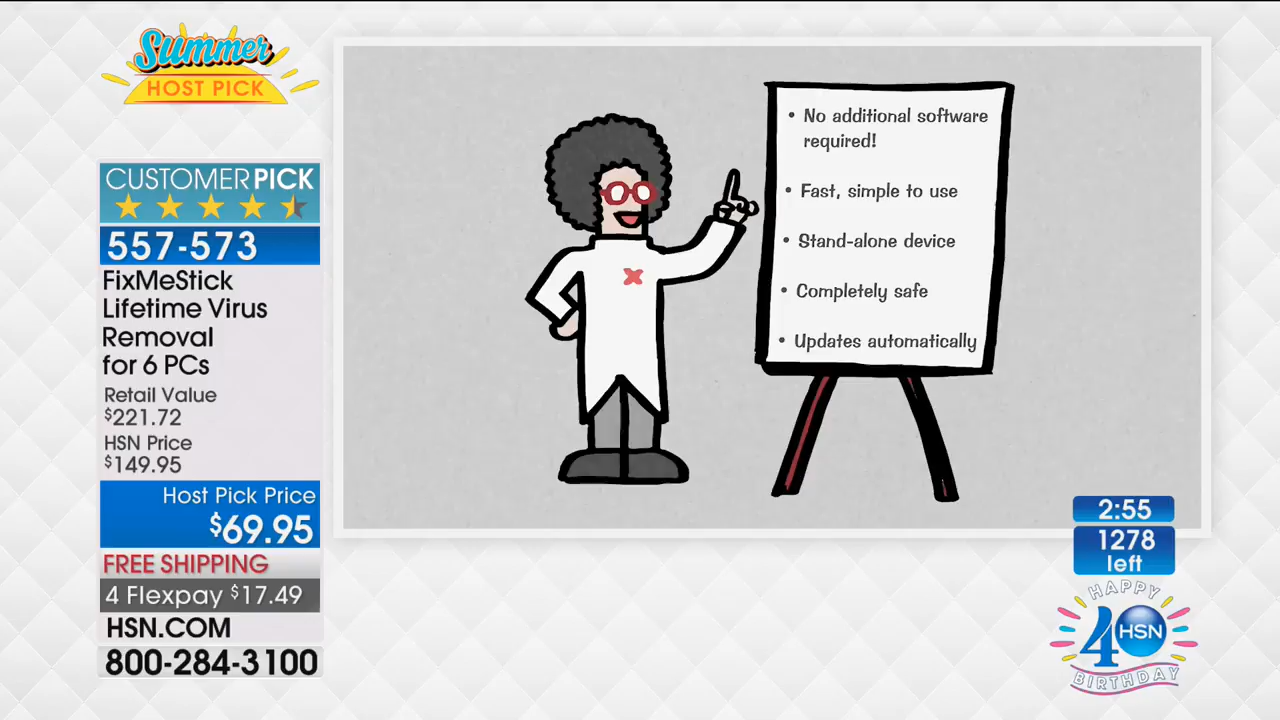 Summer
HOST PICK
CUSTOMER PICK
557-573
FixMeStick
Lifetime Virus
Removal
for 6 PCs
Retail Value
$221.72
HSN Price
$149.95
Host Pick Price
$69.95
FREE SHIPPING
4 Flexpay $17.49
HSN.COM
800-284-3100
• No additional software
required!
• Fast, simple to use
• Stand-alone device
• Completely safe
• Updates automatically
2:55
1278
left
HAPPY
40 HSN
BIRTHDAY